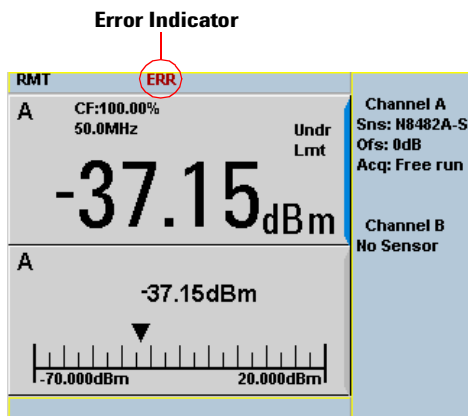 Error Indicator
RMT ERR
A CF:100.00%
50.0MHz
Undr
Lmt
-37.15dBm
A
-37.15dBm
-70.000dBm 20.000dBm
Channel A
Sns: N8482A-S
Ofs: 0dB
Acq: Free run
Channel B
No Sensor